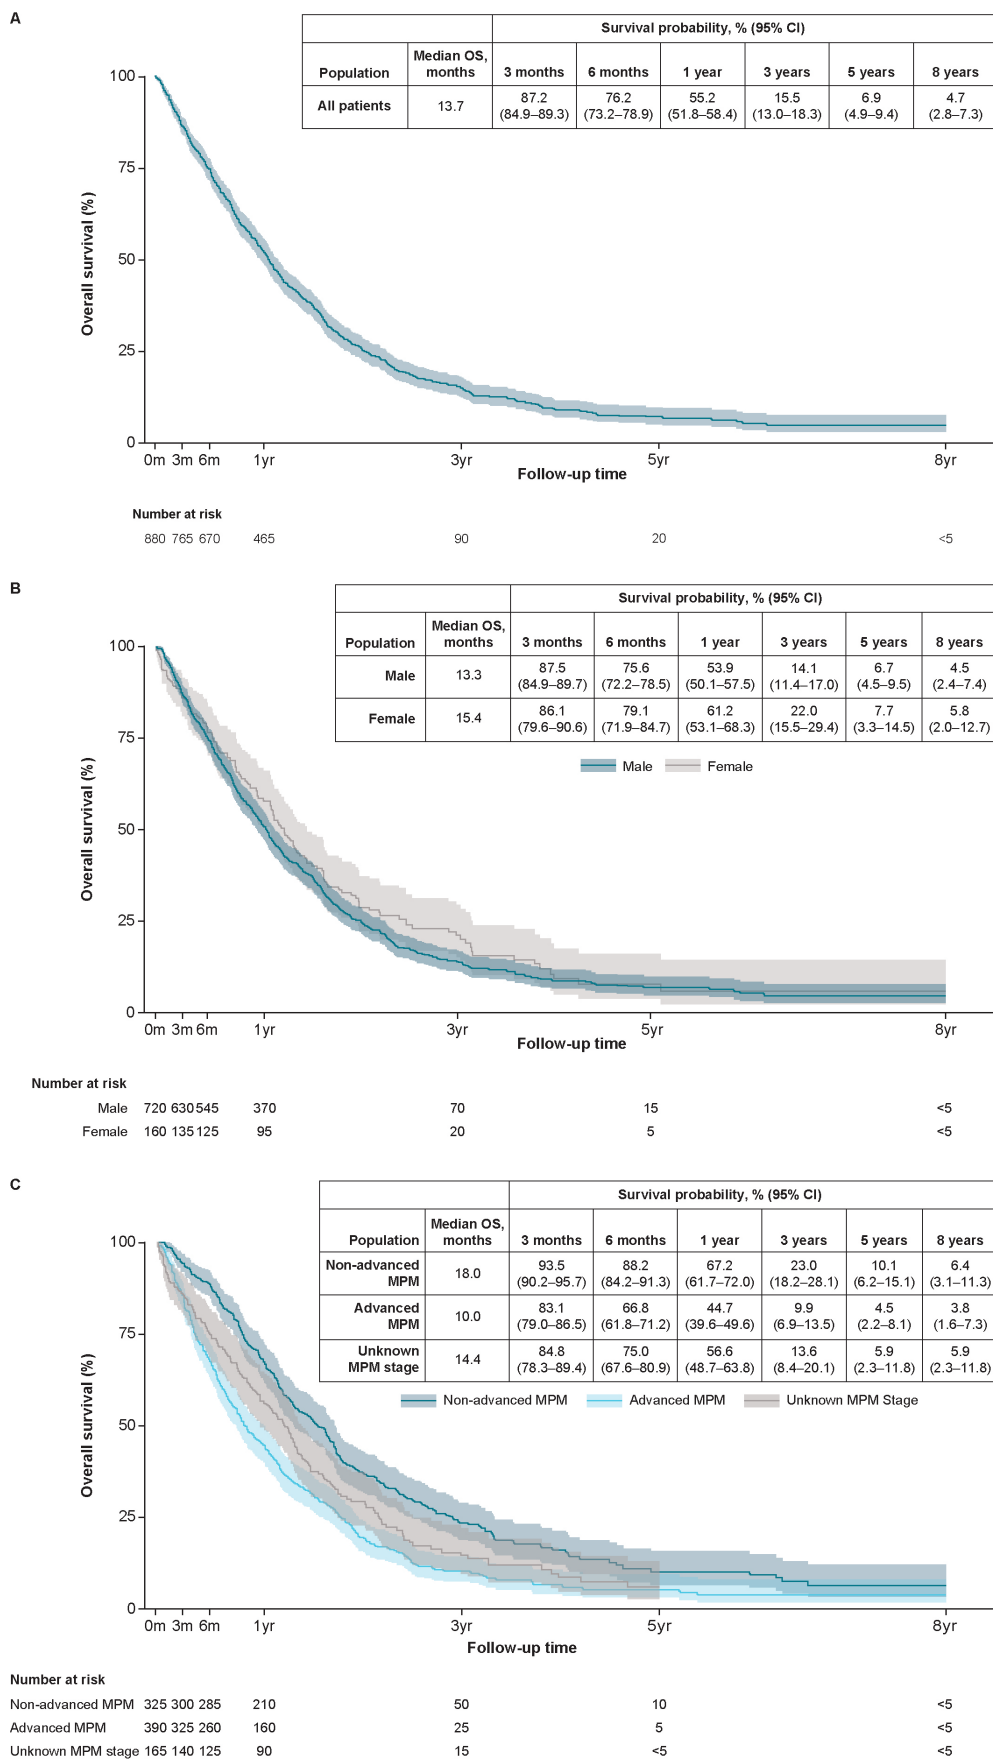 A
Survival probability, % (95% CI)
Population Median OS, months 3 months 6 months 1 year 3 years 5 years 8 years
All patients 13.7 87.2 (84.9–89.3) 76.2 (73.2–78.9) 55.2 (51.8–58.4) 15.5 (13.0–18.3) 6.9 (4.9–9.4) 4.7 (2.8–7.3)
100
75
50
25
0
Overall survival (%)
0m 3m 6m 1yr 3yr 5yr 8yr
Follow-up time
Number at risk
880 765 670 465 90 20 <5
B
Survival probability, % (95% CI)
Population Median OS, months 3 months 6 months 1 year 3 years 5 years 8 years
Male 13.3 87.5 (84.9–89.7) 75.6 (72.2–78.5) 53.9 (50.1–57.5) 14.1 (11.4–17.0) 6.7 (4.5–9.5) 4.5 (2.4–7.4)
Female 15.4 86.1 (79.6–90.6) 79.1 (71.9–84.7) 61.2 (53.1–68.3) 22.0 (15.5–29.4) 7.7 (3.3–14.5) 5.8 (2.0–12.7)
Male Female
100
75
50
25
0
Overall survival (%)
0m 3m 6m 1yr 3yr 5yr 8yr
Follow-up time
Number at risk
Male 720 630 545 370 70 15 <5
Female 160 135 125 95 20 5 <5
C
Survival probability, % (95% CI)
Population Median OS, months 3 months 6 months 1 year 3 years 5 years 8 years
Non-advanced MPM 18.0 93.5 (90.2–95.7) 88.2 (84.2–91.3) 67.2 (61.7–72.0) 23.0 (18.2–28.1) 10.1 (6.2–15.1) 6.4 (3.1–11.3)
Advanced MPM 10.0 83.1 (79.0–86.5) 66.8 (61.8–71.2) 44.7 (39.6–49.6) 9.9 (6.9–13.5) 4.5 (2.2–8.1) 3.8 (1.6–7.3)
Unknown MPM stage 14.4 84.8 (78.3–89.4) 75.0 (67.6–80.9) 56.6 (48.7–63.8) 13.6 (8.4–20.1) 5.9 (2.3–11.8) 5.9 (2.3–11.8)
Non-advanced MPM Advanced MPM Unknown MPM Stage
100
75
50
25
0
Overall survival (%)
0m 3m 6m 1yr 3yr 5yr 8yr
Follow-up time
Number at risk
Non-advanced MPM 325 300 285 210 50 10 <5
Advanced MPM 390 325 260 160 25 5 <5
Unknown MPM stage 165 140 125 90 15 <5 <5